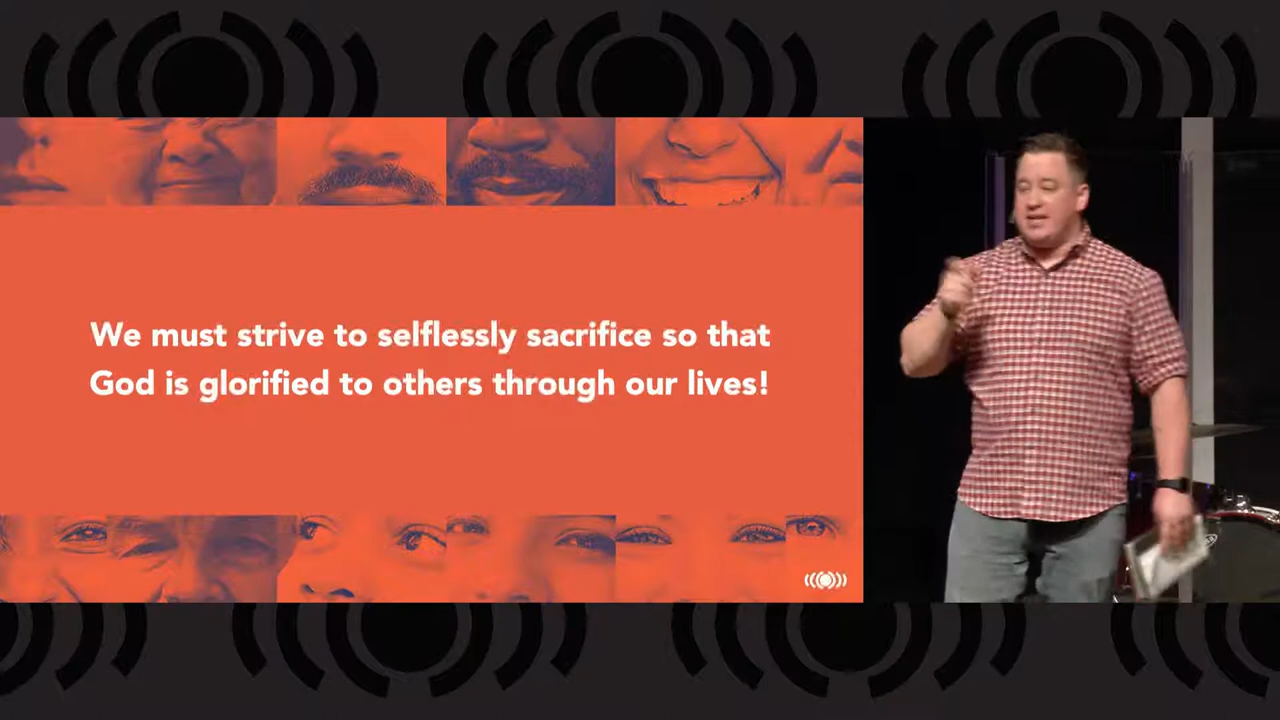 We must strive to selflessly sacrifice so that
God is glorified to others through our lives!